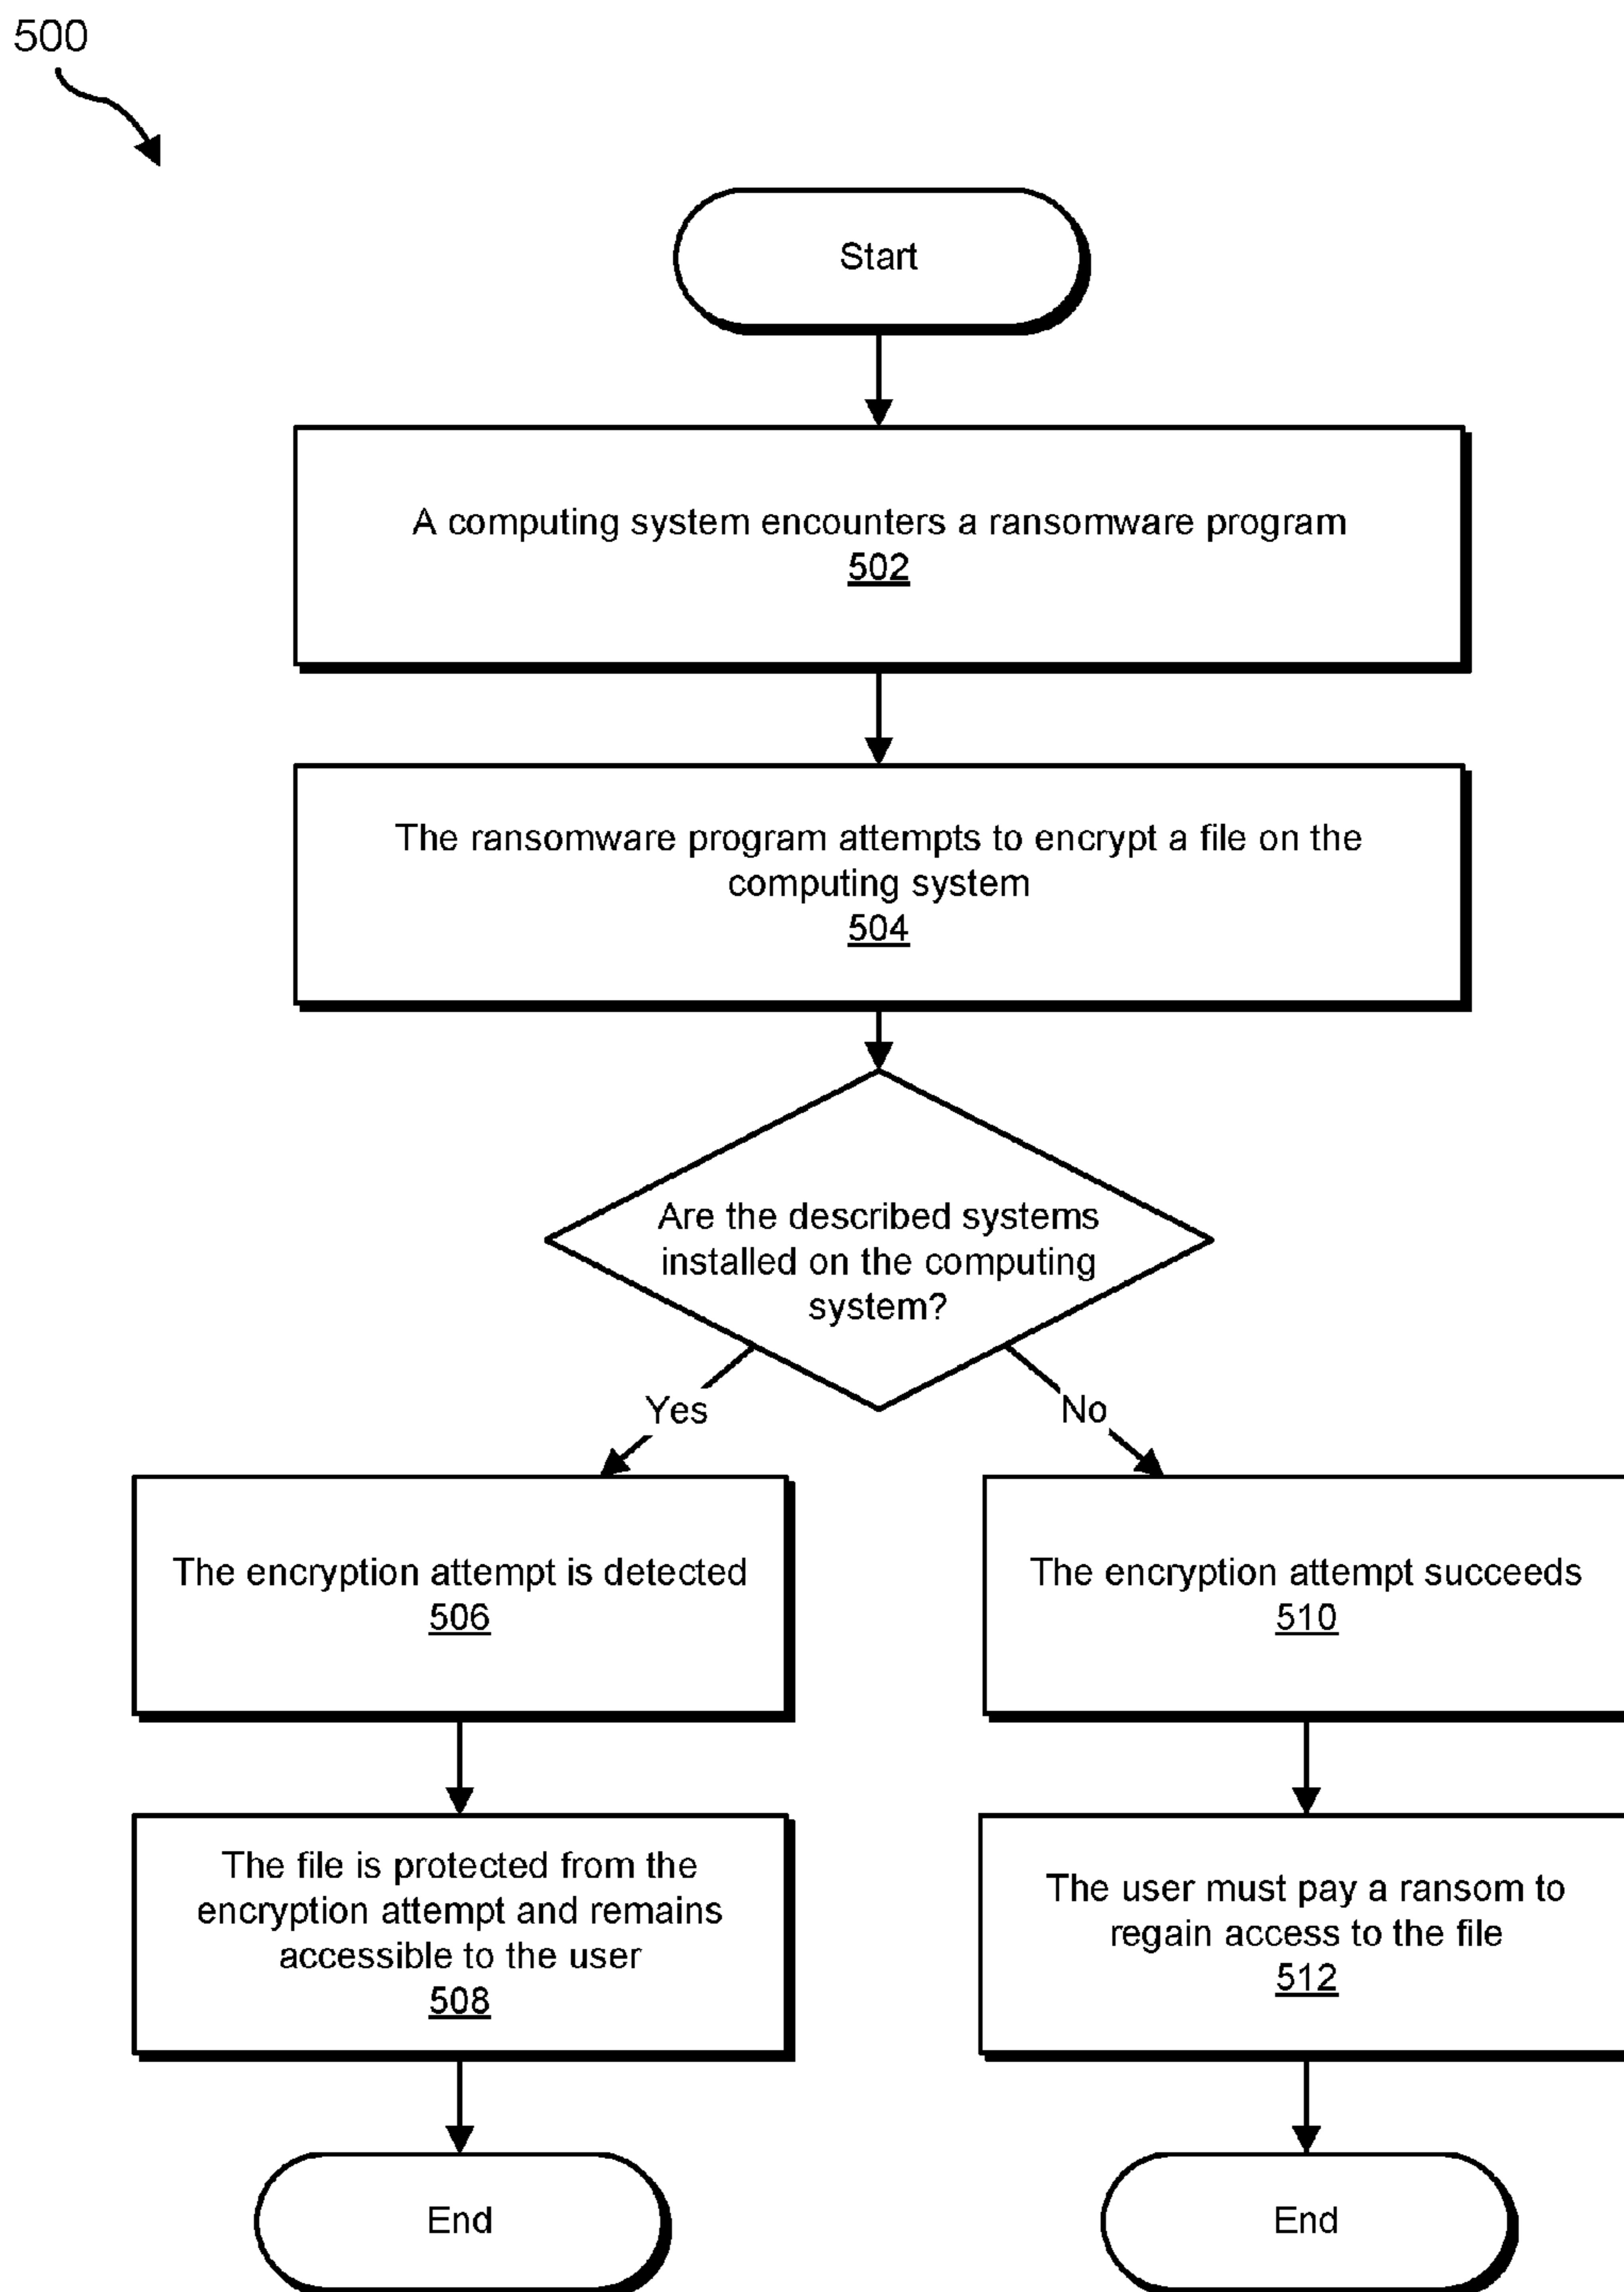 500
Start
A computing system encounters a ransomware program
502
The ransomware program attempts to encrypt a file on the
computing system
504
Are the described systems
installed on the computing
system?
Yes
No
The encryption attempt is detected
506
The encryption attempt succeeds
510
The file is protected from the
encryption attempt and remains
accessible to the user
508
The user must pay a ransom to
regain access to the file
512
End
End